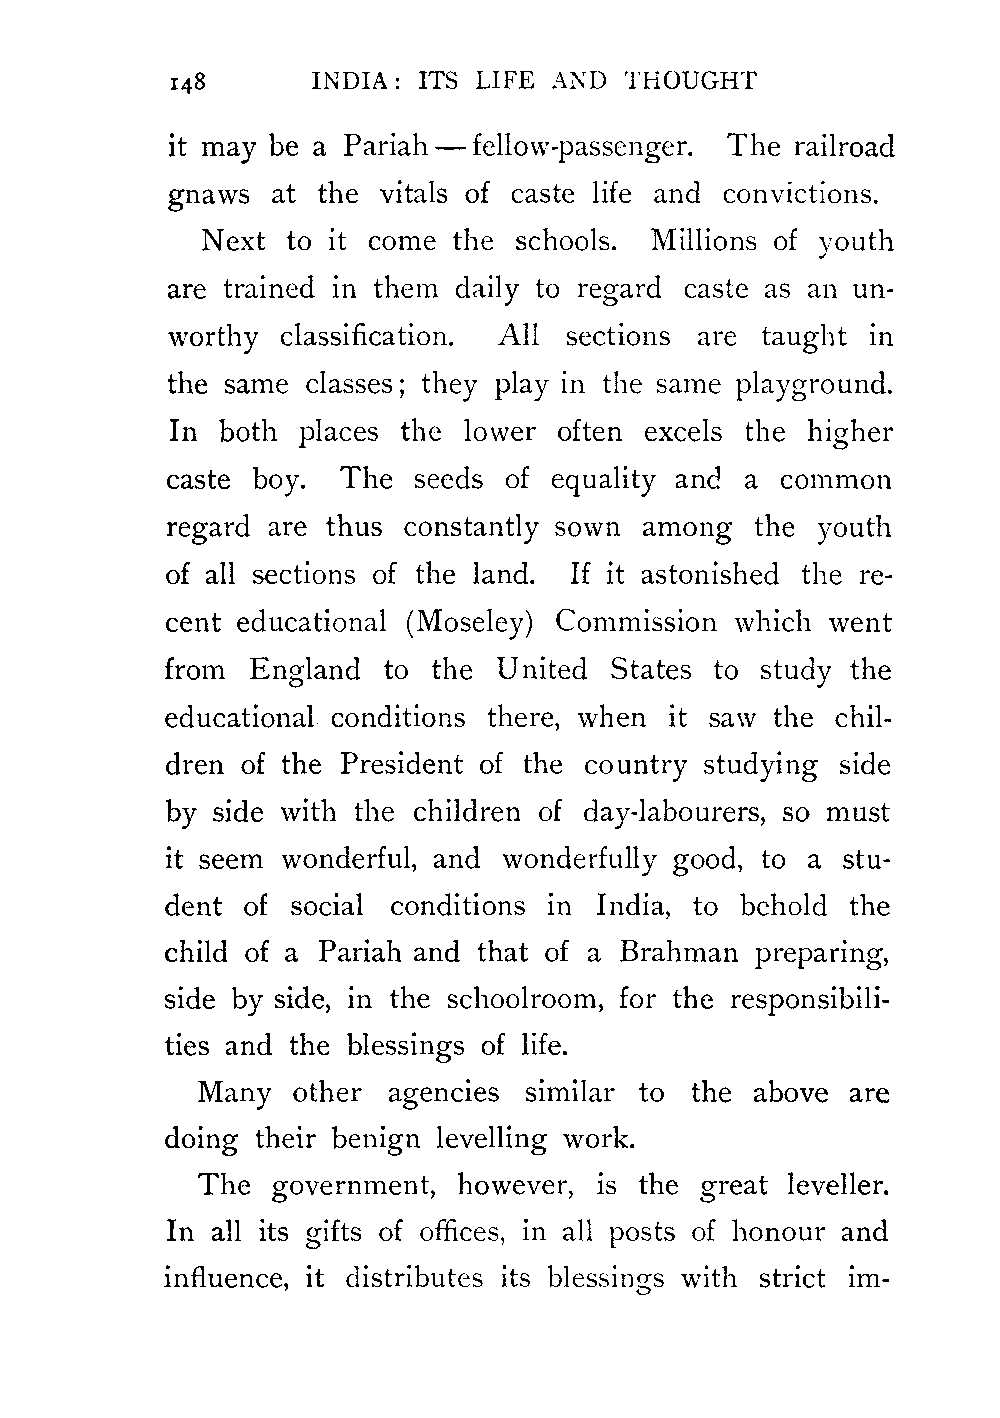 148 INDIA: ITS LIFE AND THOUGHT
it may be a Pariah — fellow-passenger. The railroad
gnaws at the vitals of caste life and convictions.
Next to it come the schools. Millions of youth
are trained in them daily to regard caste as an un-
worthy classification. All sections are taught in
the same classes; they play in the same playground.
In both places the lower often excels the higher
caste boy. The seeds of equality and a common
regard are thus constantly sown among the youth
of all sections of the land. If it astonished the re-
cent educational (Moseley) Commission which went
from England to the United States to study the
educational conditions there, when it saw the chil-
dren of the President of the country studying side
by side with the children of day-labourers, so must
it seem wonderful, and wonderfully good, to a stu-
dent of social conditions in India, to behold the
child of a Pariah and that of a Brahman preparing,
side by side, in the schoolroom, for the responsibili-
ties and the blessings of life.
Many other agencies similar to the above are
doing their benign levelling work.
The government, however, is the great leveller.
In all its gifts of offices, in all posts of honour and
influence, it distributes its blessings with strict im-